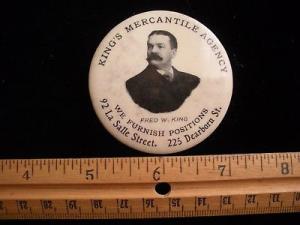 KING'S MERCANTILE AGENCY
FRED W. KING
WE FURNISH POSITIONS
92 La Salle Street. 225 Dearborn St.
4 5 6 7 8